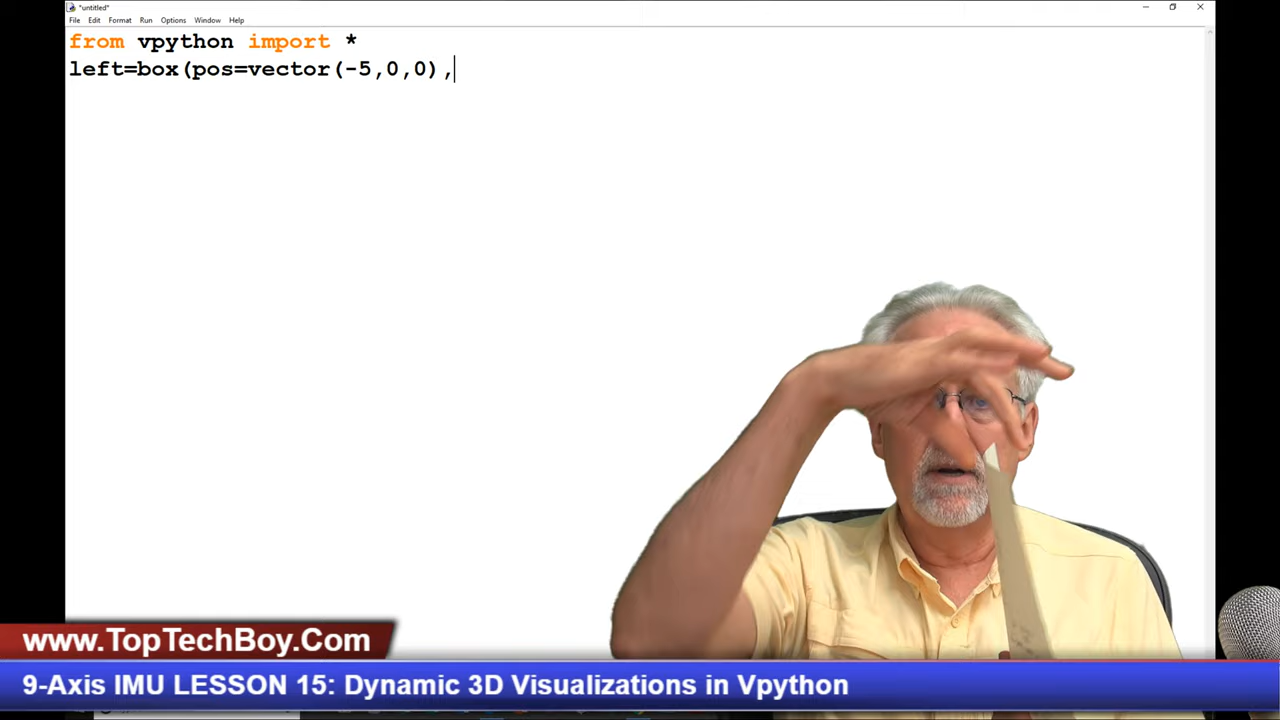 *untitled*
File Edit Format Run Options Window Help
from vpython import *
left=box(pos=vector(-5,0,0),
www.TopTechBoy.Com
9-Axis IMU LESSON 15: Dynamic 3D Visualizations in Vpython